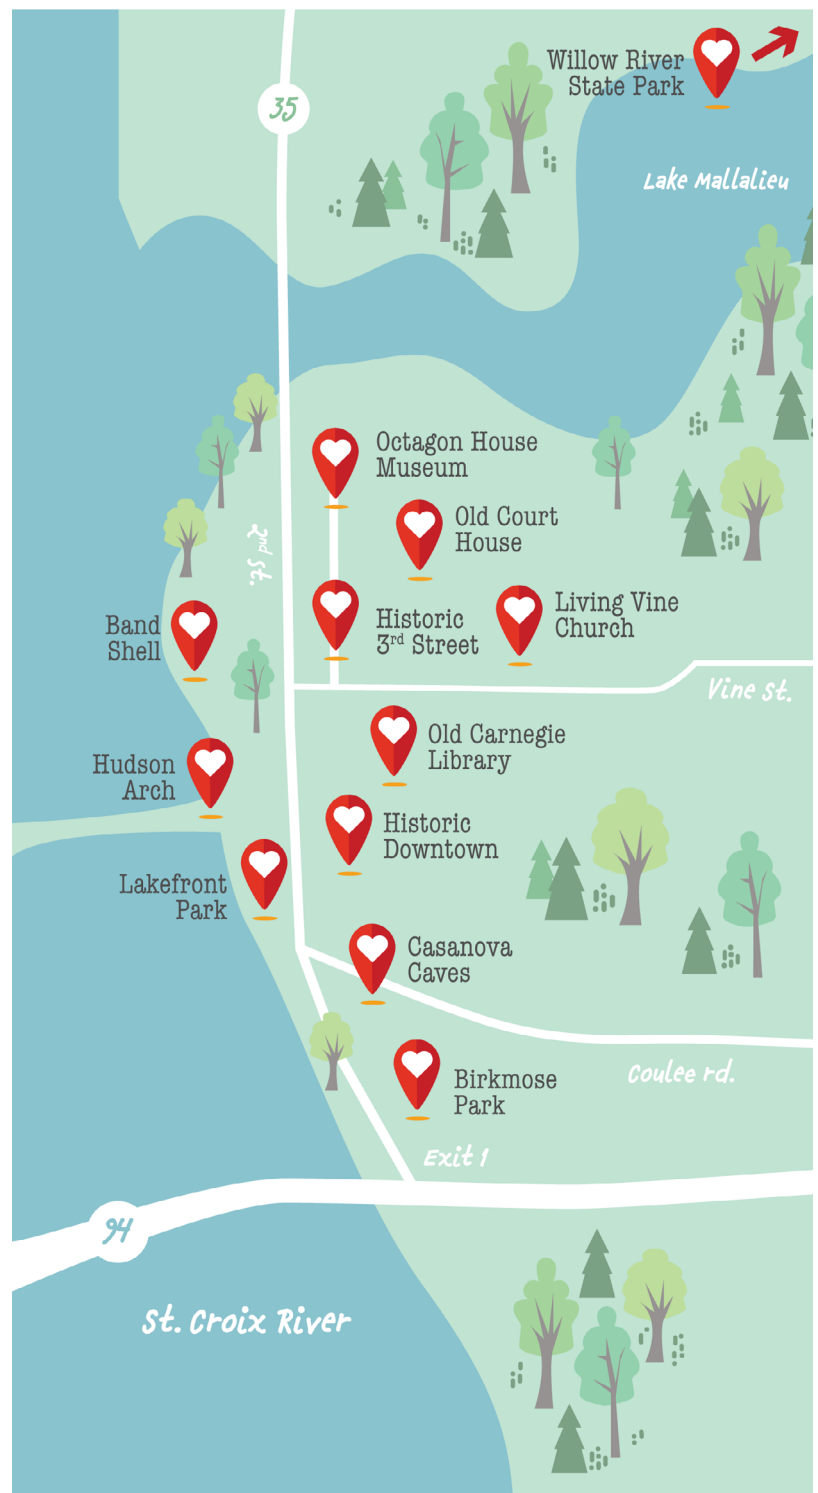 Willow River
State Park
35
Lake Mallalieu
Octagon House
Museum
Old Court
House
2nd St.
Living Vine
Church
Historic
3rd Street
Band
Shell
Vine St.
Old Carnegie
Library
Hudson
Arch
Historic
Downtown
Lakefront
Park
Casanova
Caves
Coulee rd.
Birkmose
Park
Exit 1
94
St. Croix River